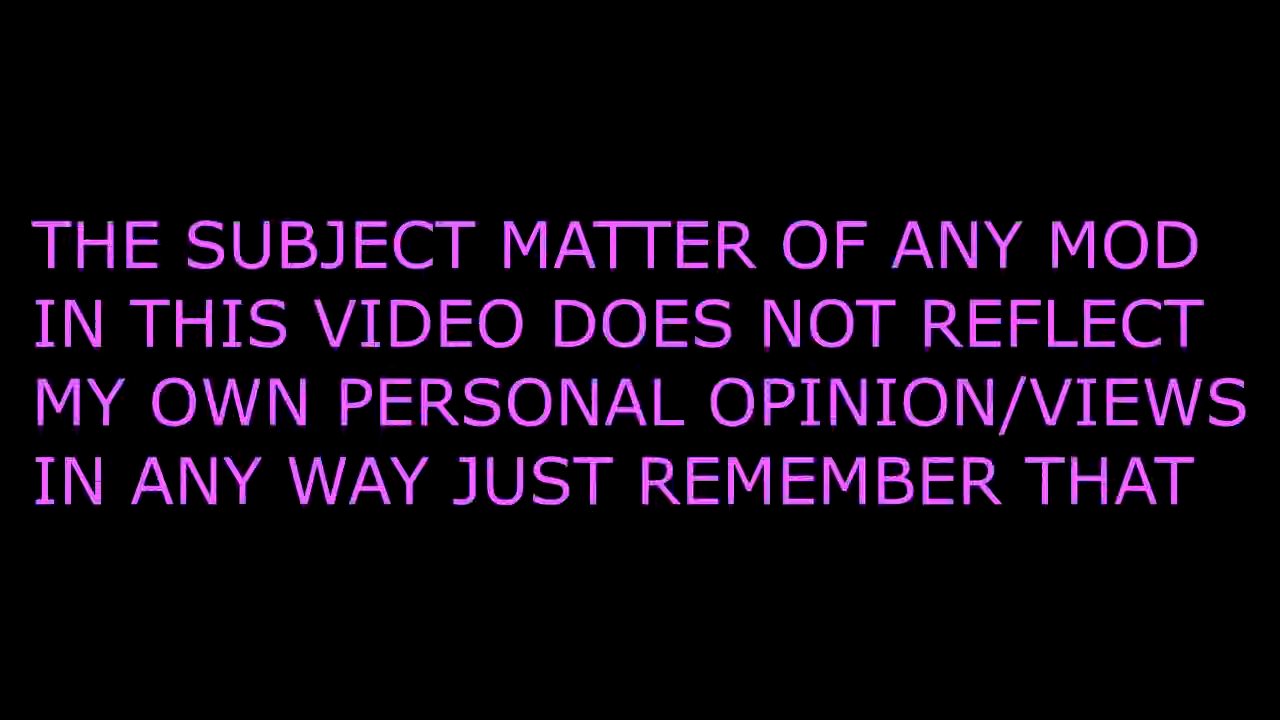 THE SUBJECT MATTER OF ANY MOD
IN THIS VIDEO DOES NOT REFLECT
MY OWN PERSONAL OPINION/VIEWS
IN ANY WAY JUST REMEMBER THAT